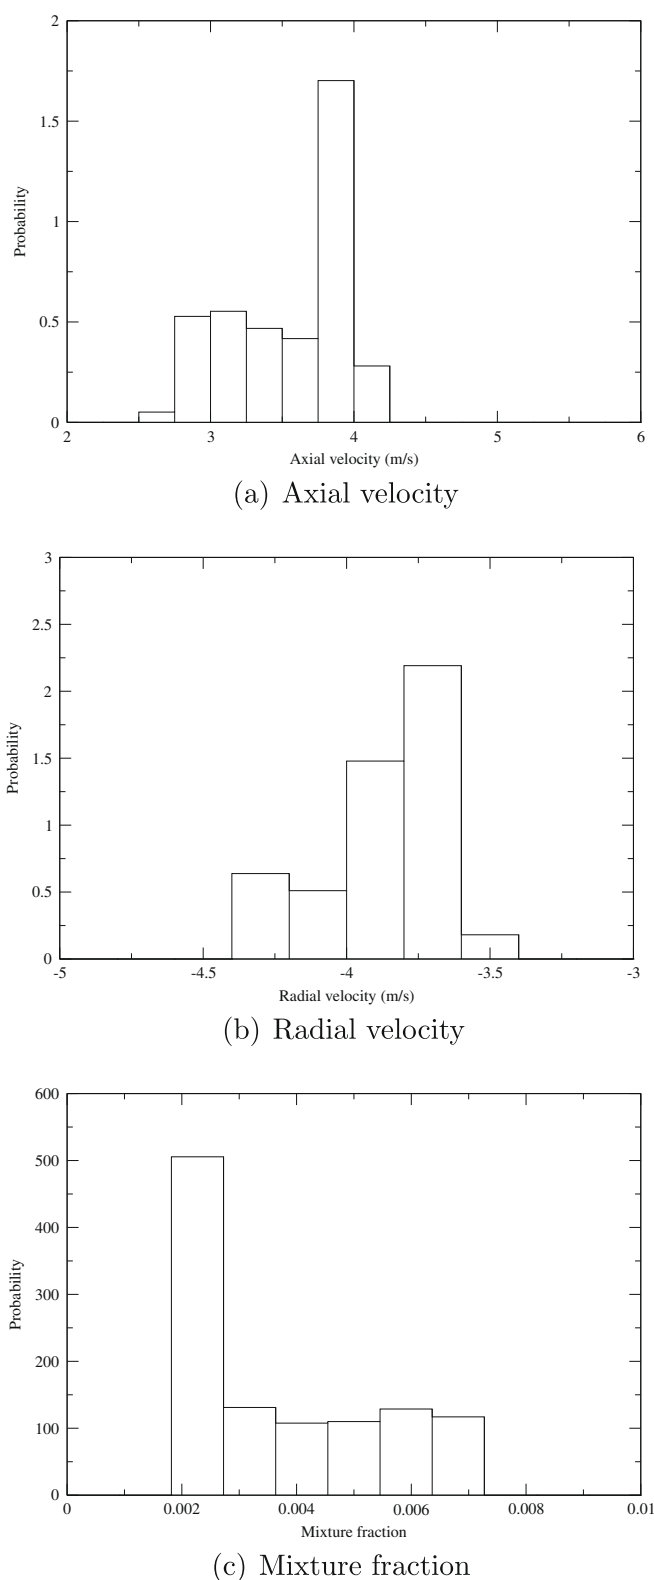 2
1.5
1
0.5
0
Probability
2 3 4 5 6
Axial velocity (m/s)
(a) Axial velocity
3
2.5
2
1.5
1
0.5
0
Probability
-5 -4.5 -4 -3.5 -3
Radial velocity (m/s)
(b) Radial velocity
600
500
400
300
200
100
0
Probability
0 0.002 0.004 0.006 0.008 0.01
Mixture fraction
(c) Mixture fraction